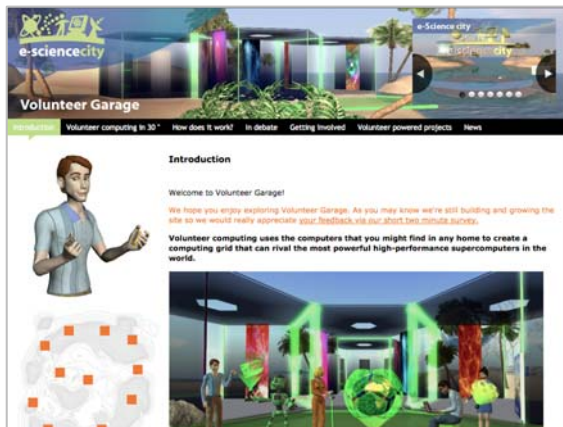 e-sciencecity
Volunteer Garage
e-Science city
Introduction Volunteer computing in 30" How does it work? In debate Getting Involved Volunteer powered projects News
Introduction
Welcome to Volunteer Garage!
We hope you enjoy exploring Volunteer Garage. As you may know we're still building and growing the
site so we would really appreciate your feedback via our short two minute survey.
Volunteer computing uses the computers that you might find in any home to create a
computing grid that can rival the most powerful high-performance supercomputers in the
world.